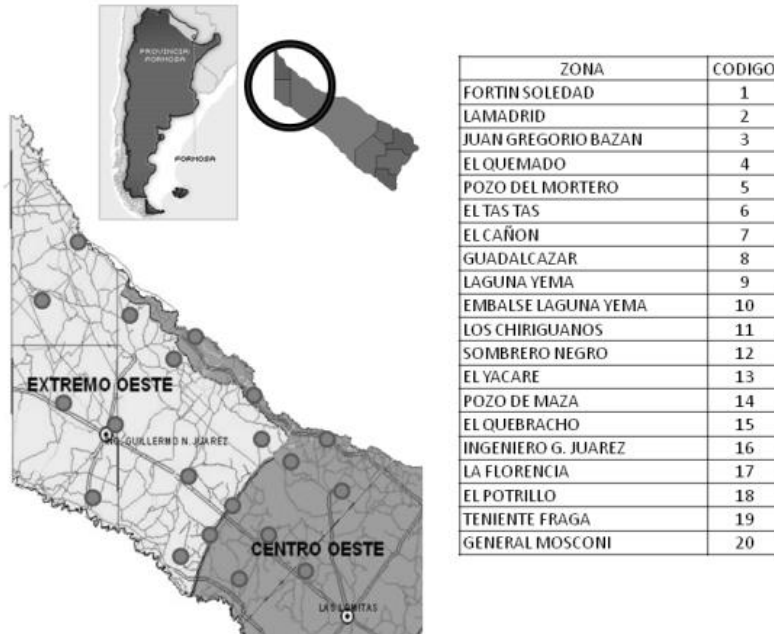 PROVINCIA:
FORMOSA
FORMOSA
EXTREMO OESTE
ING. GUILLERMO N. JUAREZ
CENTRO OESTE
LAS LOMITAS
ZONA CODIGO
FORTIN SOLEDAD 1
LAMADRID 2
JUAN GREGORIO BAZAN 3
EL QUEMADO 4
POZO DEL MORTERO 5
EL TAS TAS 6
EL CAÑON 7
GUADALCAZAR 8
LAGUNA YEMA 9
EMBALSE LAGUNA YEMA 10
LOS CHIRIGUANOS 11
SOMBRERO NEGRO 12
EL YACARE 13
POZO DE MAZA 14
EL QUEBRACHO 15
INGENIERO G. JUAREZ 16
LA FLORENCIA 17
EL POTRILLO 18
TENIENTE FRAGA 19
GENERAL MOSCONI 20